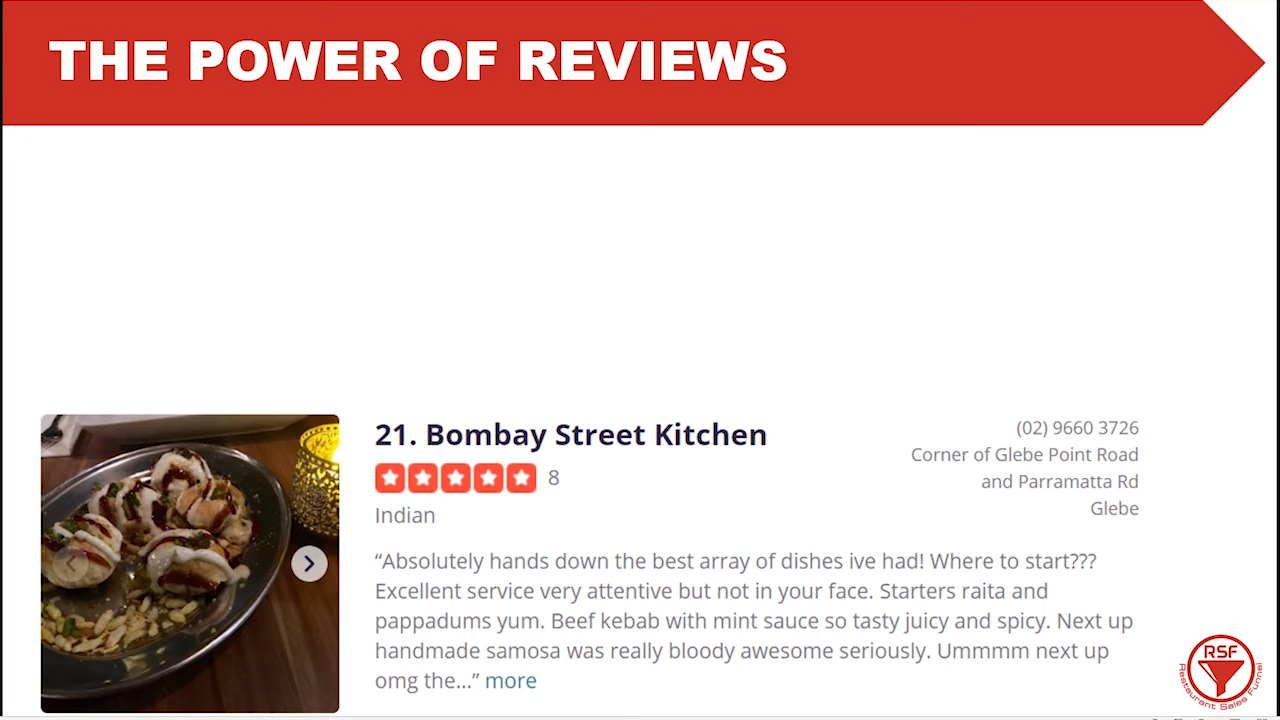 THE POWER OF REVIEWS
21. Bombay Street Kitchen
8
Indian
(02) 9660 3726
Corner of Glebe Point Road
and Parramatta Rd
Glebe
“Absolutely hands down the best array of dishes ive had! Where to start???
Excellent service very attentive but not in your face. Starters raita and
pappadums yum. Beef kebab with mint sauce so tasty juicy and spicy. Next up
handmade samosa was really bloody awesome seriously. Ummmm next up
omg the...” more
RSF
Restaurant Sales Funnel